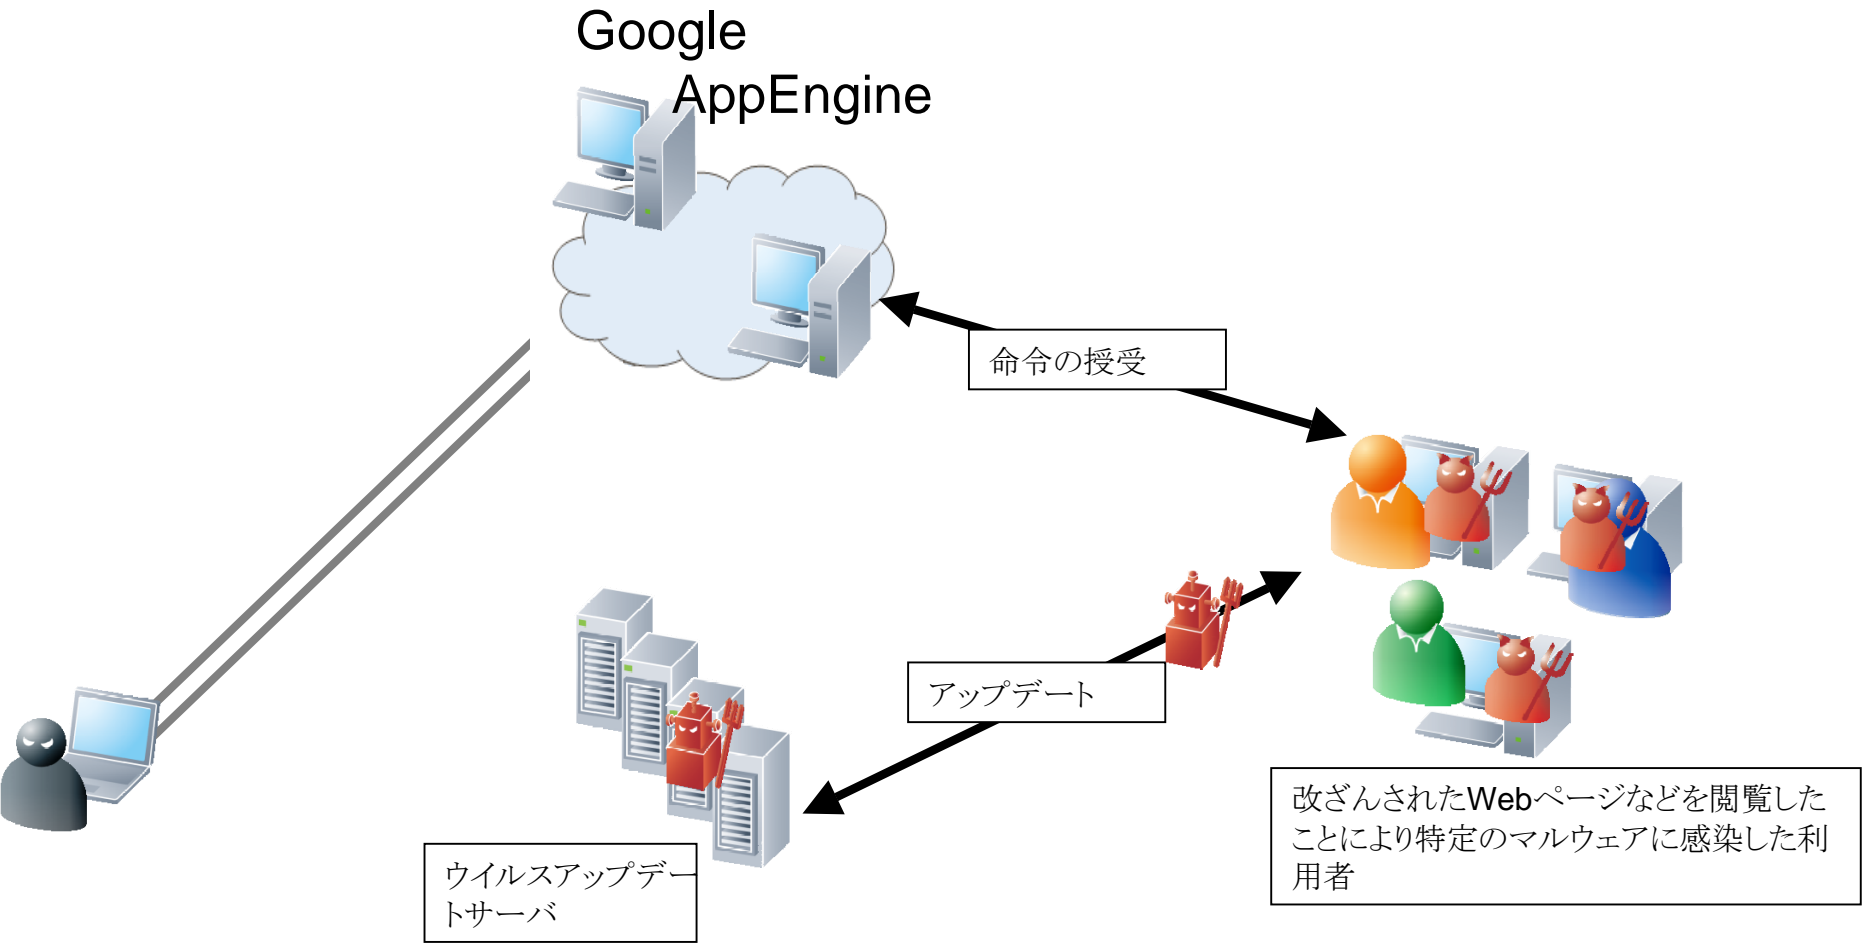 Google
AppEngine
命令の授受
アップデート
ウイルスアップデー
トサーバ
改ざんされたWebページなどを閲覧した
ことにより特定のマルウェアに感染した利
用者